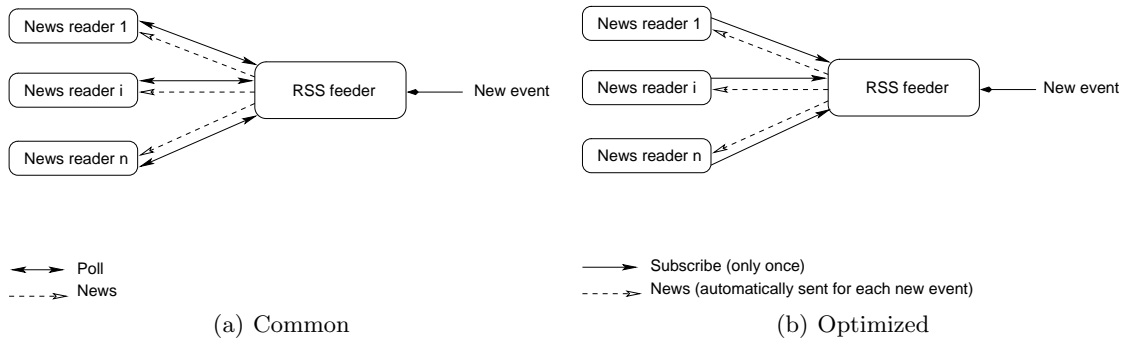 News reader 1
News reader i
News reader n
RSS feeder
New event
Poll
News
(a) Common
News reader 1
News reader i
News reader n
RSS feeder
New event
Subscribe (only once)
News (automatically sent for each new event)
(b) Optimized